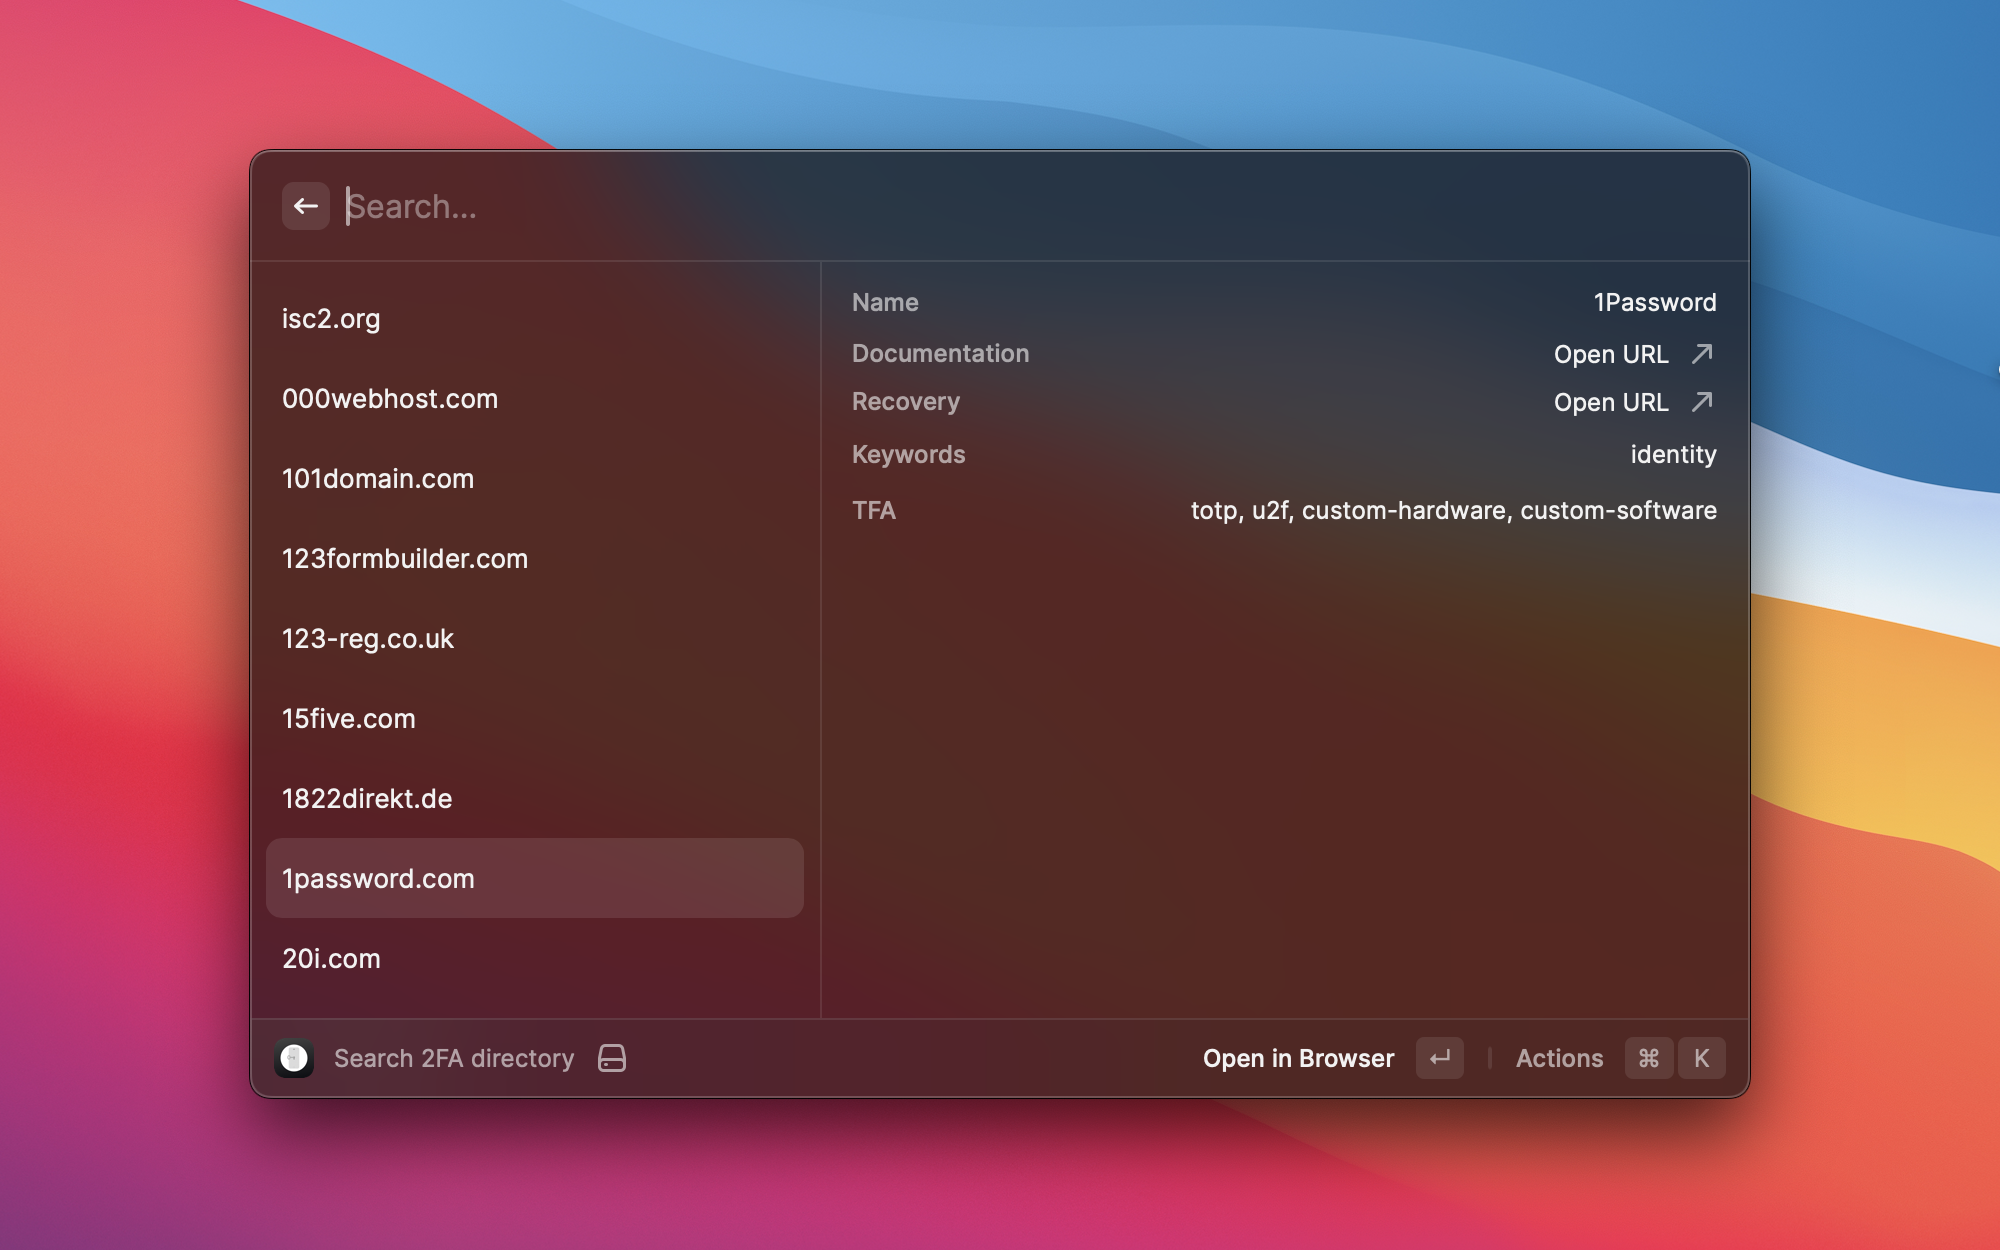 Search...
isc2.org
000webhost.com
101domain.com
123formbuilder.com
123-reg.co.uk
15five.com
1822direkt.de
1password.com
20i.com
Name 1Password
Documentation Open URL
Recovery Open URL
Keywords identity
TFA totp, u2f, custom-hardware, custom-software
Search 2FA directory Open in Browser ↵ Actions ⌘ K